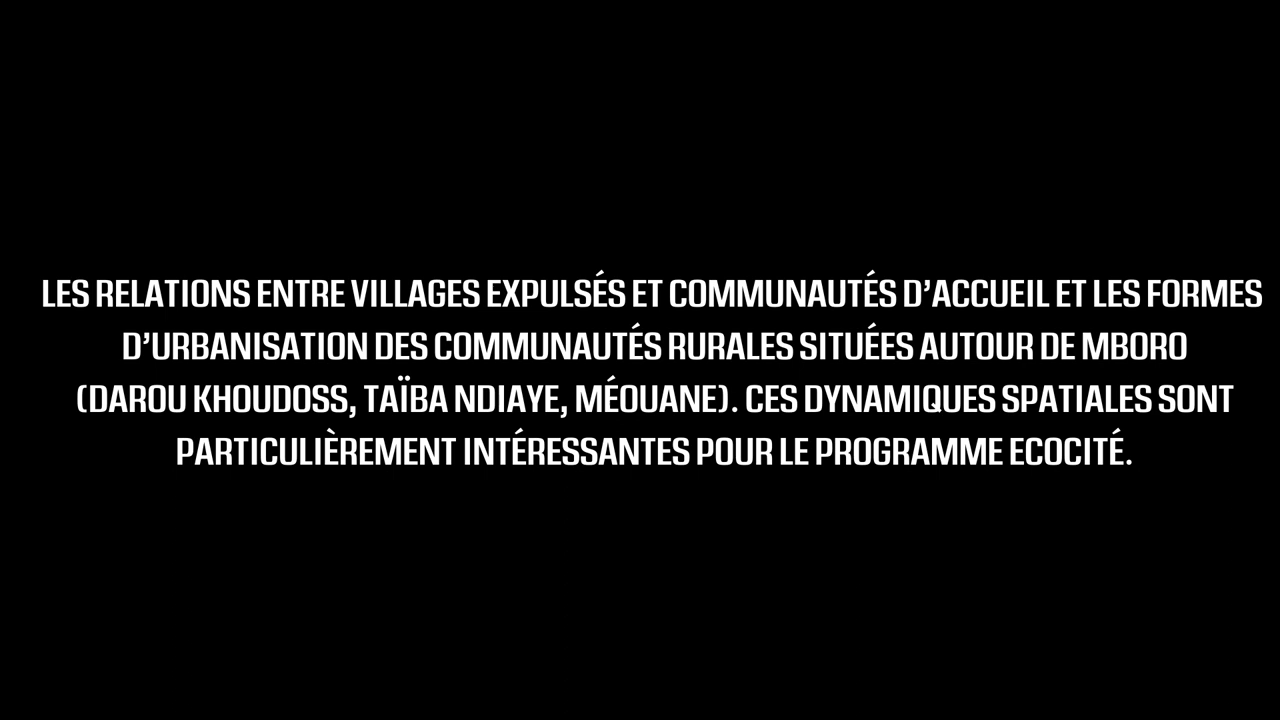 LES RELATIONS ENTRE VILLAGES EXPULSÉS ET COMMUNAUTÉS D’ACCUEIL ET LES FORMES
D’URBANISATION DES COMMUNAUTÉS RURALES SITUÉES AUTOUR DE MBORO
(DAROU KHOUDOSS, TAÏBA NDIAYE, MÉOUANE). CES DYNAMIQUES SPATIALES SONT
PARTICULIÈREMENT INTÉRESSANTES POUR LE PROGRAMME ECOCITÉ.